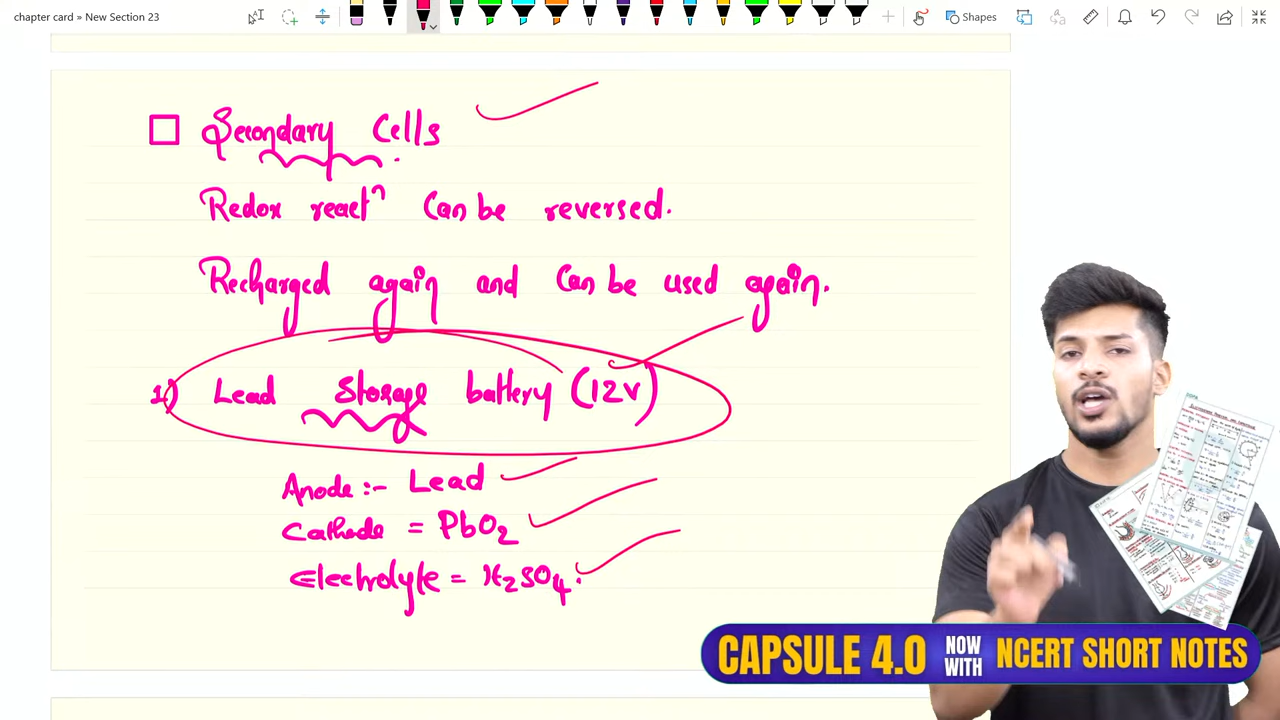 chapter card » New Section 23
Shapes
Secondary Cells
Redox reactⁿ Can be reversed.
Recharged again and Can be used again.
1) Lead Storage battery (12V)
Anode :- Lead
Cathode = PbO₂
Electrolyte = H₂SO₄.
CAPSULE 4.0 NOW WITH NCERT SHORT NOTES